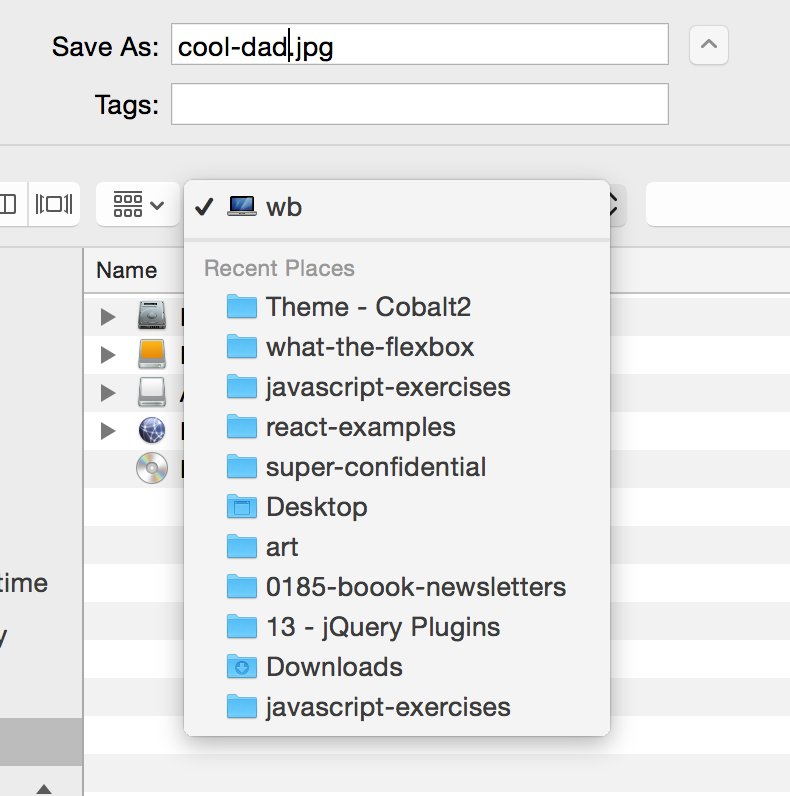 Save As: cool-dad.jpg
Tags:
wb
Name
Recent Places
Theme - Cobalt2
what-the-flexbox
javascript-exercises
react-examples
super-confidential
Desktop
art
0185-boook-newsletters
13 - jQuery Plugins
Downloads
javascript-exercises